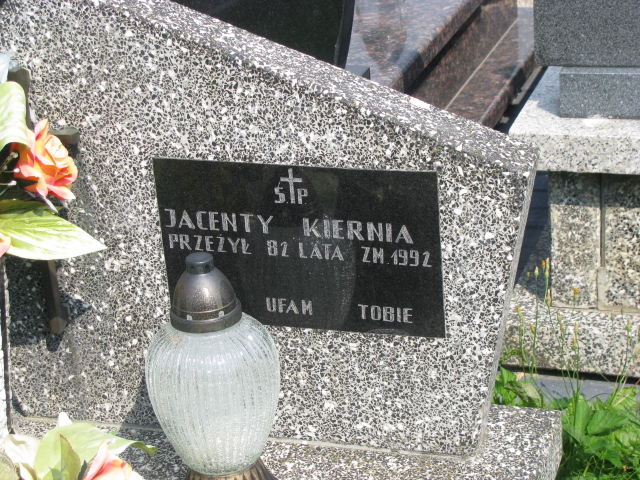 Ś P
JACENTY KIERNIA
PRZEŻYŁ 82 LATA ZM.1992
UFAM TOBIE